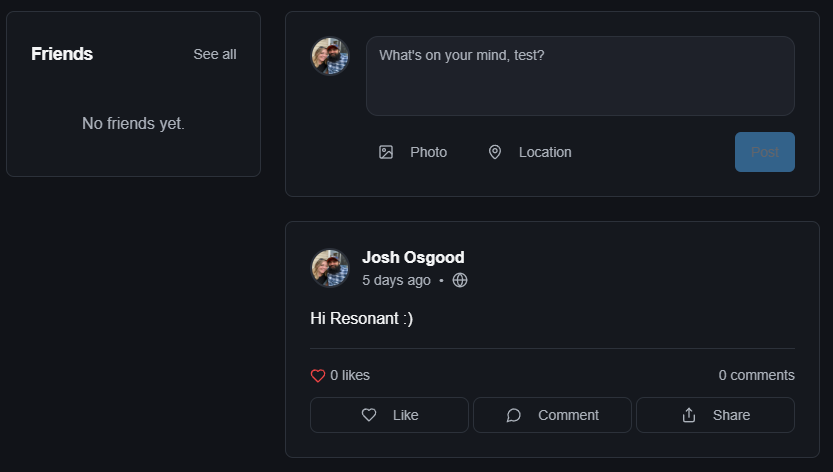 Friends
See all
No friends yet.
What's on your mind, test?
Photo
Location
Post
Josh Osgood
5 days ago •
Hi Resonant :)
0 likes
0 comments
Like
Comment
Share